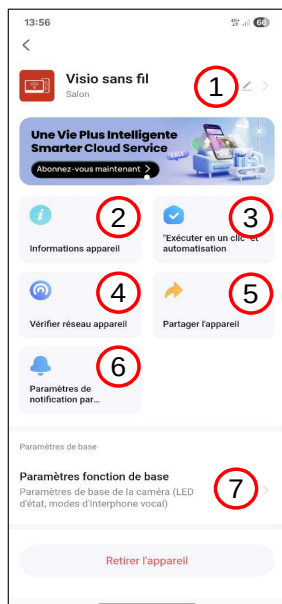 13:56
66
Visio sans fil
Salon
1
Une Vie Plus Intelligente
Smarter Cloud Service
SALE
Abonnez-vous maintenant
2
Informations appareil
3
"Exécuter en un clic" et
automatisation
4
Vérifier réseau appareil
5
Partager l'appareil
6
Paramètres de
notification par...
Paramètres de base
Paramètres fonction de base
Paramètres de base de la caméra (LED
d'état, modes d'interphone vocal)
7
Retirer l'appareil